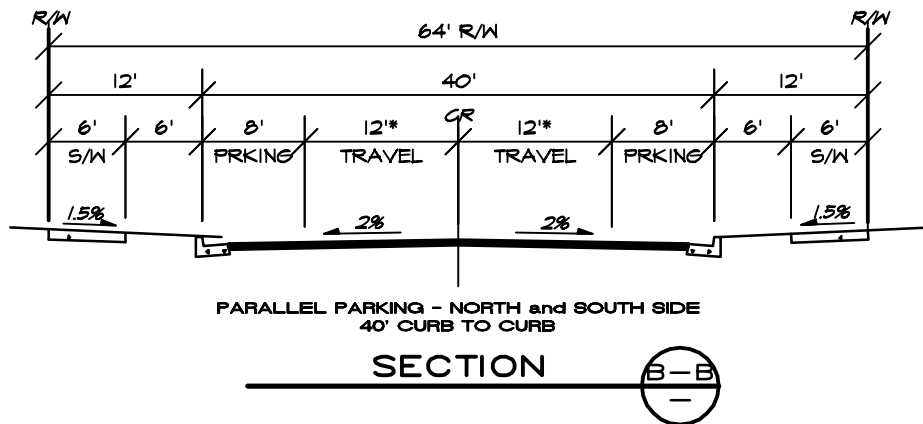 R/W R/W
64' R/W
12' 40' 12'
CR
6' 6' 8' 12'* 12'* 8' 6' 6'
S/W PRKING TRAVEL TRAVEL PRKING S/W
1.5% 2% 2% 1.5%
PARALLEL PARKING - NORTH and SOUTH SIDE
40' CURB TO CURB
SECTION B-B
-